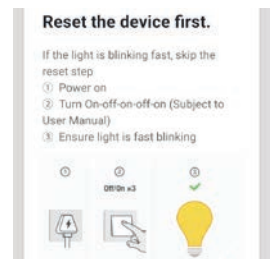 Reset the device first.
If the light is blinking fast, skip the
reset step
① Power on
② Turn On-off-on-off-on (Subject to
User Manual)
③ Ensure light is fast blinking
① ② ③
Off/On x3